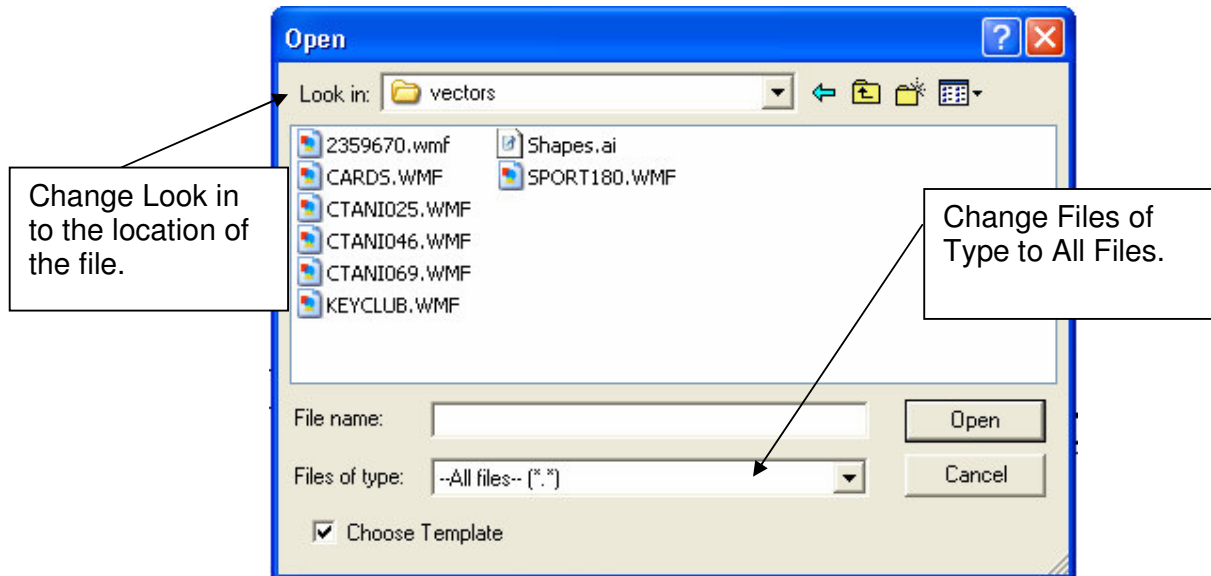 Open
Look in: vectors
2359670.wmf
CARDS.WMF
CTANI025.WMF
CTANI046.WMF
CTANI069.WMF
KEYCLUB.WMF
Shapes.ai
SPORT180.WMF
Change Look in
to the location of
the file.
Change Files of
Type to All Files.
File name:
Open
Files of type: --All files-- (*.*)
Cancel
Choose Template